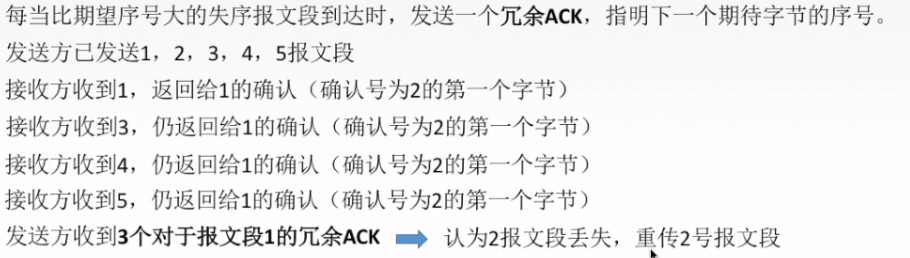 每当比期望序号大的失序报文段到达时，发送一个冗余ACK，指明下一个期待字节的序号。
发送方已发送1，2，3，4，5报文段
接收方收到1，返回给1的确认（确认号为2的第一个字节）
接收方收到3，仍返回给1的确认（确认号为2的第一个字节）
接收方收到4，仍返回给1的确认（确认号为2的第一个字节）
接收方收到5，仍返回给1的确认（确认号为2的第一个字节）
发送方收到3个对于报文段1的冗余ACK 认为2报文段丢失，重传2号报文段